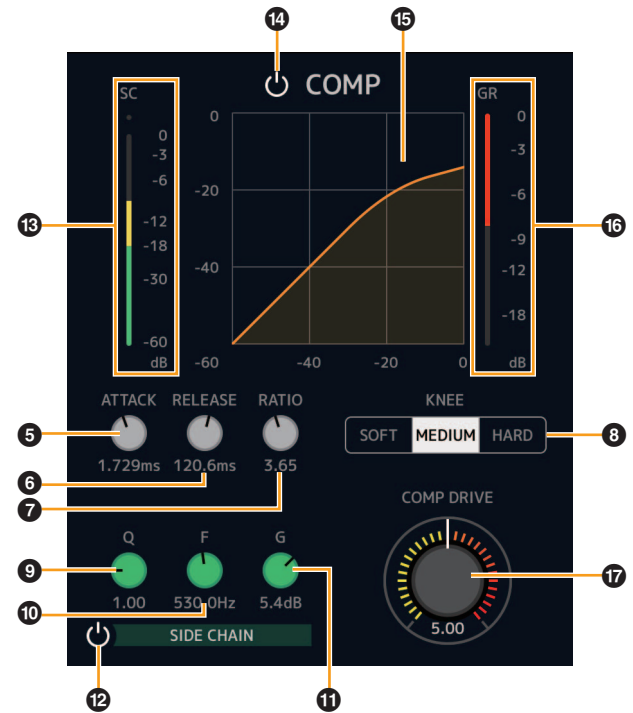 ⑭ ⑮
COMP
SC
0
-3
-6
-12
-18
-30
-60
dB
⑬
0
-20
-40
-60
-40
-20
0
GR
0
-3
-6
-9
-12
-18
dB
⑯
ATTACK RELEASE RATIO
⑤
1.729ms 120.6ms 3.65
⑥
⑦
KNEE
SOFT MEDIUM HARD
⑧
COMP DRIVE
5.00
⑰
Q F G
⑨
1.00 530.0Hz 5.4dB
⑩
SIDE CHAIN
⑫ ⑪